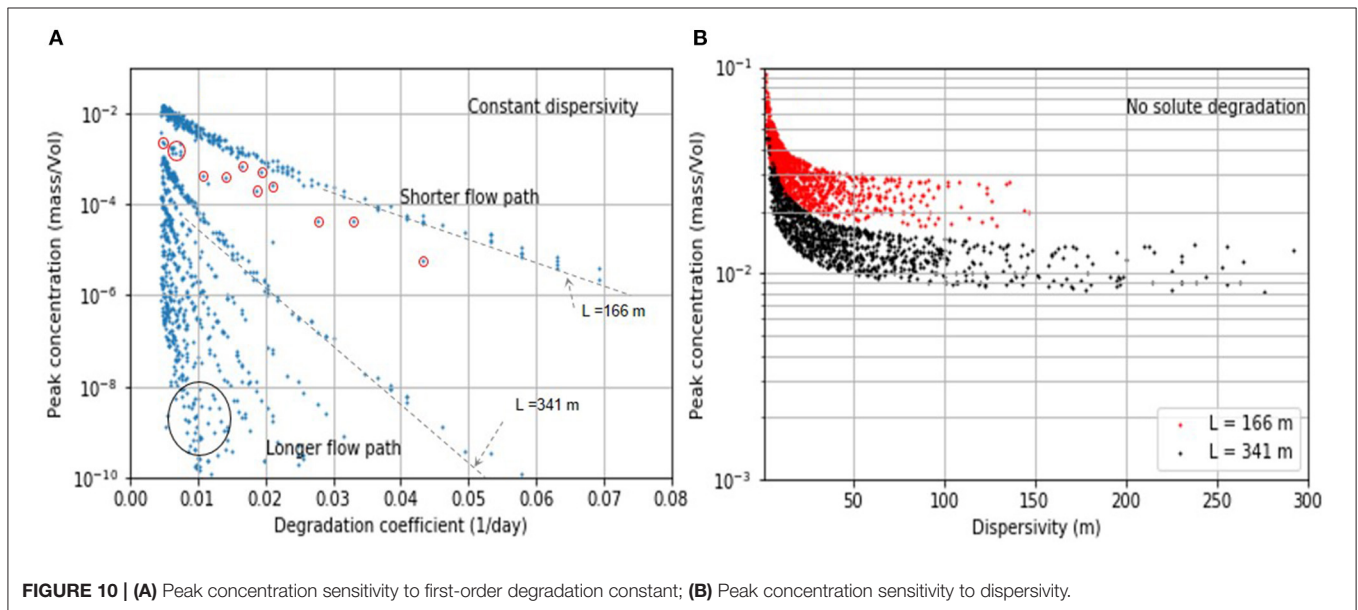 A
B
10⁻²
10⁻⁴
10⁻⁶
10⁻⁸
10⁻¹⁰
Peak concentration (mass/Vol)
Constant dispersivity
Shorter flow path
L =166 m
L =341 m
Longer flow path
0.00 0.01 0.02 0.03 0.04 0.05 0.06 0.07 0.08
Degradation coefficient (1/day)
10⁻¹
10⁻²
10⁻³
Peak concentration (mass/Vol)
No solute degradation
L = 166 m
L = 341 m
50 100 150 200 250 300
Dispersivity (m)
FIGURE 10 | (A) Peak concentration sensitivity to first-order degradation constant; (B) Peak concentration sensitivity to dispersivity.